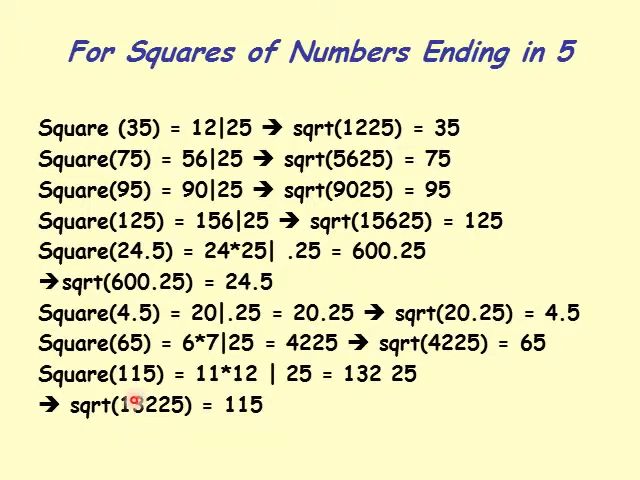 For Squares of Numbers Ending in 5
Square (35) = 12|25 ➔ sqrt(1225) = 35
Square(75) = 56|25 ➔ sqrt(5625) = 75
Square(95) = 90|25 ➔ sqrt(9025) = 95
Square(125) = 156|25 ➔ sqrt(15625) = 125
Square(24.5) = 24*25| .25 = 600.25
➔sqrt(600.25) = 24.5
Square(4.5) = 20|.25 = 20.25 ➔ sqrt(20.25) = 4.5
Square(65) = 6*7|25 = 4225 ➔ sqrt(4225) = 65
Square(115) = 11*12 | 25 = 132 25
➔ sqrt(13225) = 115